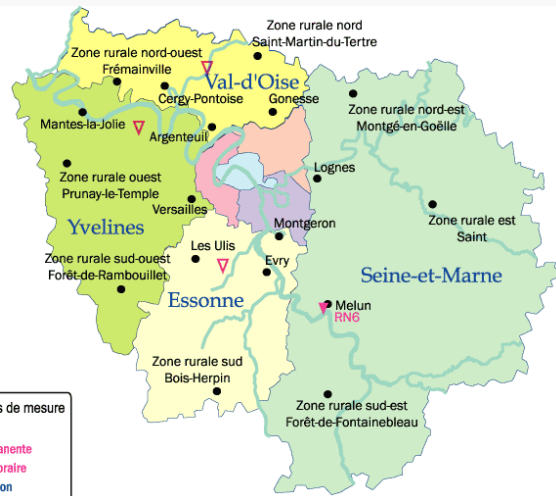 Zone rurale nord
Saint-Martin-du-Tertre
Zone rurale nord-ouest
Frémainville
Val-d'Oise
Cergy-Pontoise
Gonesse
Zone rurale nord-est
Montgé-en-Goëlle
Mantes-la-Jolie
Argenteuil
Lognes
Zone rurale ouest
Prunay-le-Temple
Versailles
Zone rurale est
Saint
Yvelines
Montgeron
Les Ulis
Zone rurale sud-ouest
Forêt-de-Rambouillet
Evry
Seine-et-Marne
Essonne
Melun
RN6
Zone rurale sud
Bois-Herpin
Zone rurale sud-est
Forêt-de-Fontainebleau
de mesure